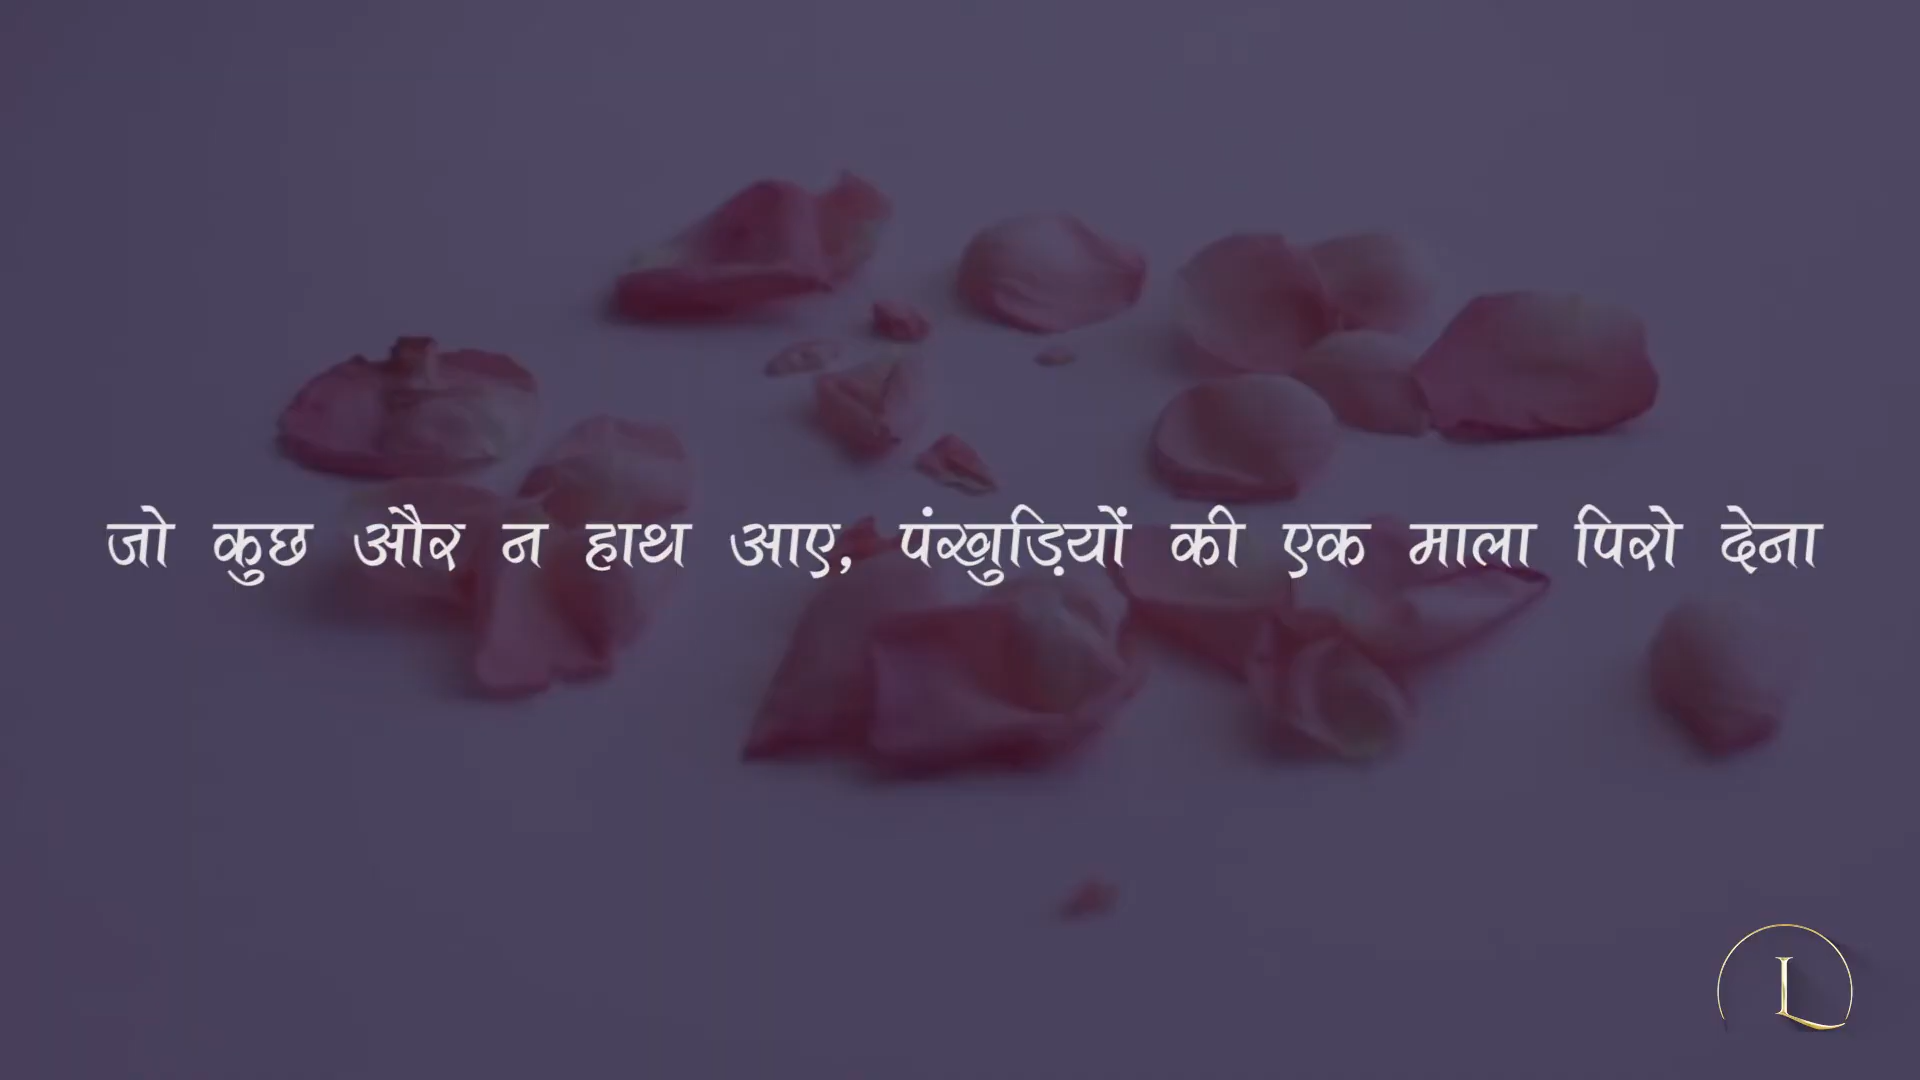 जो कुछ और न हाथ आए, पंखुड़ियों की एक माला पिरो देना
L